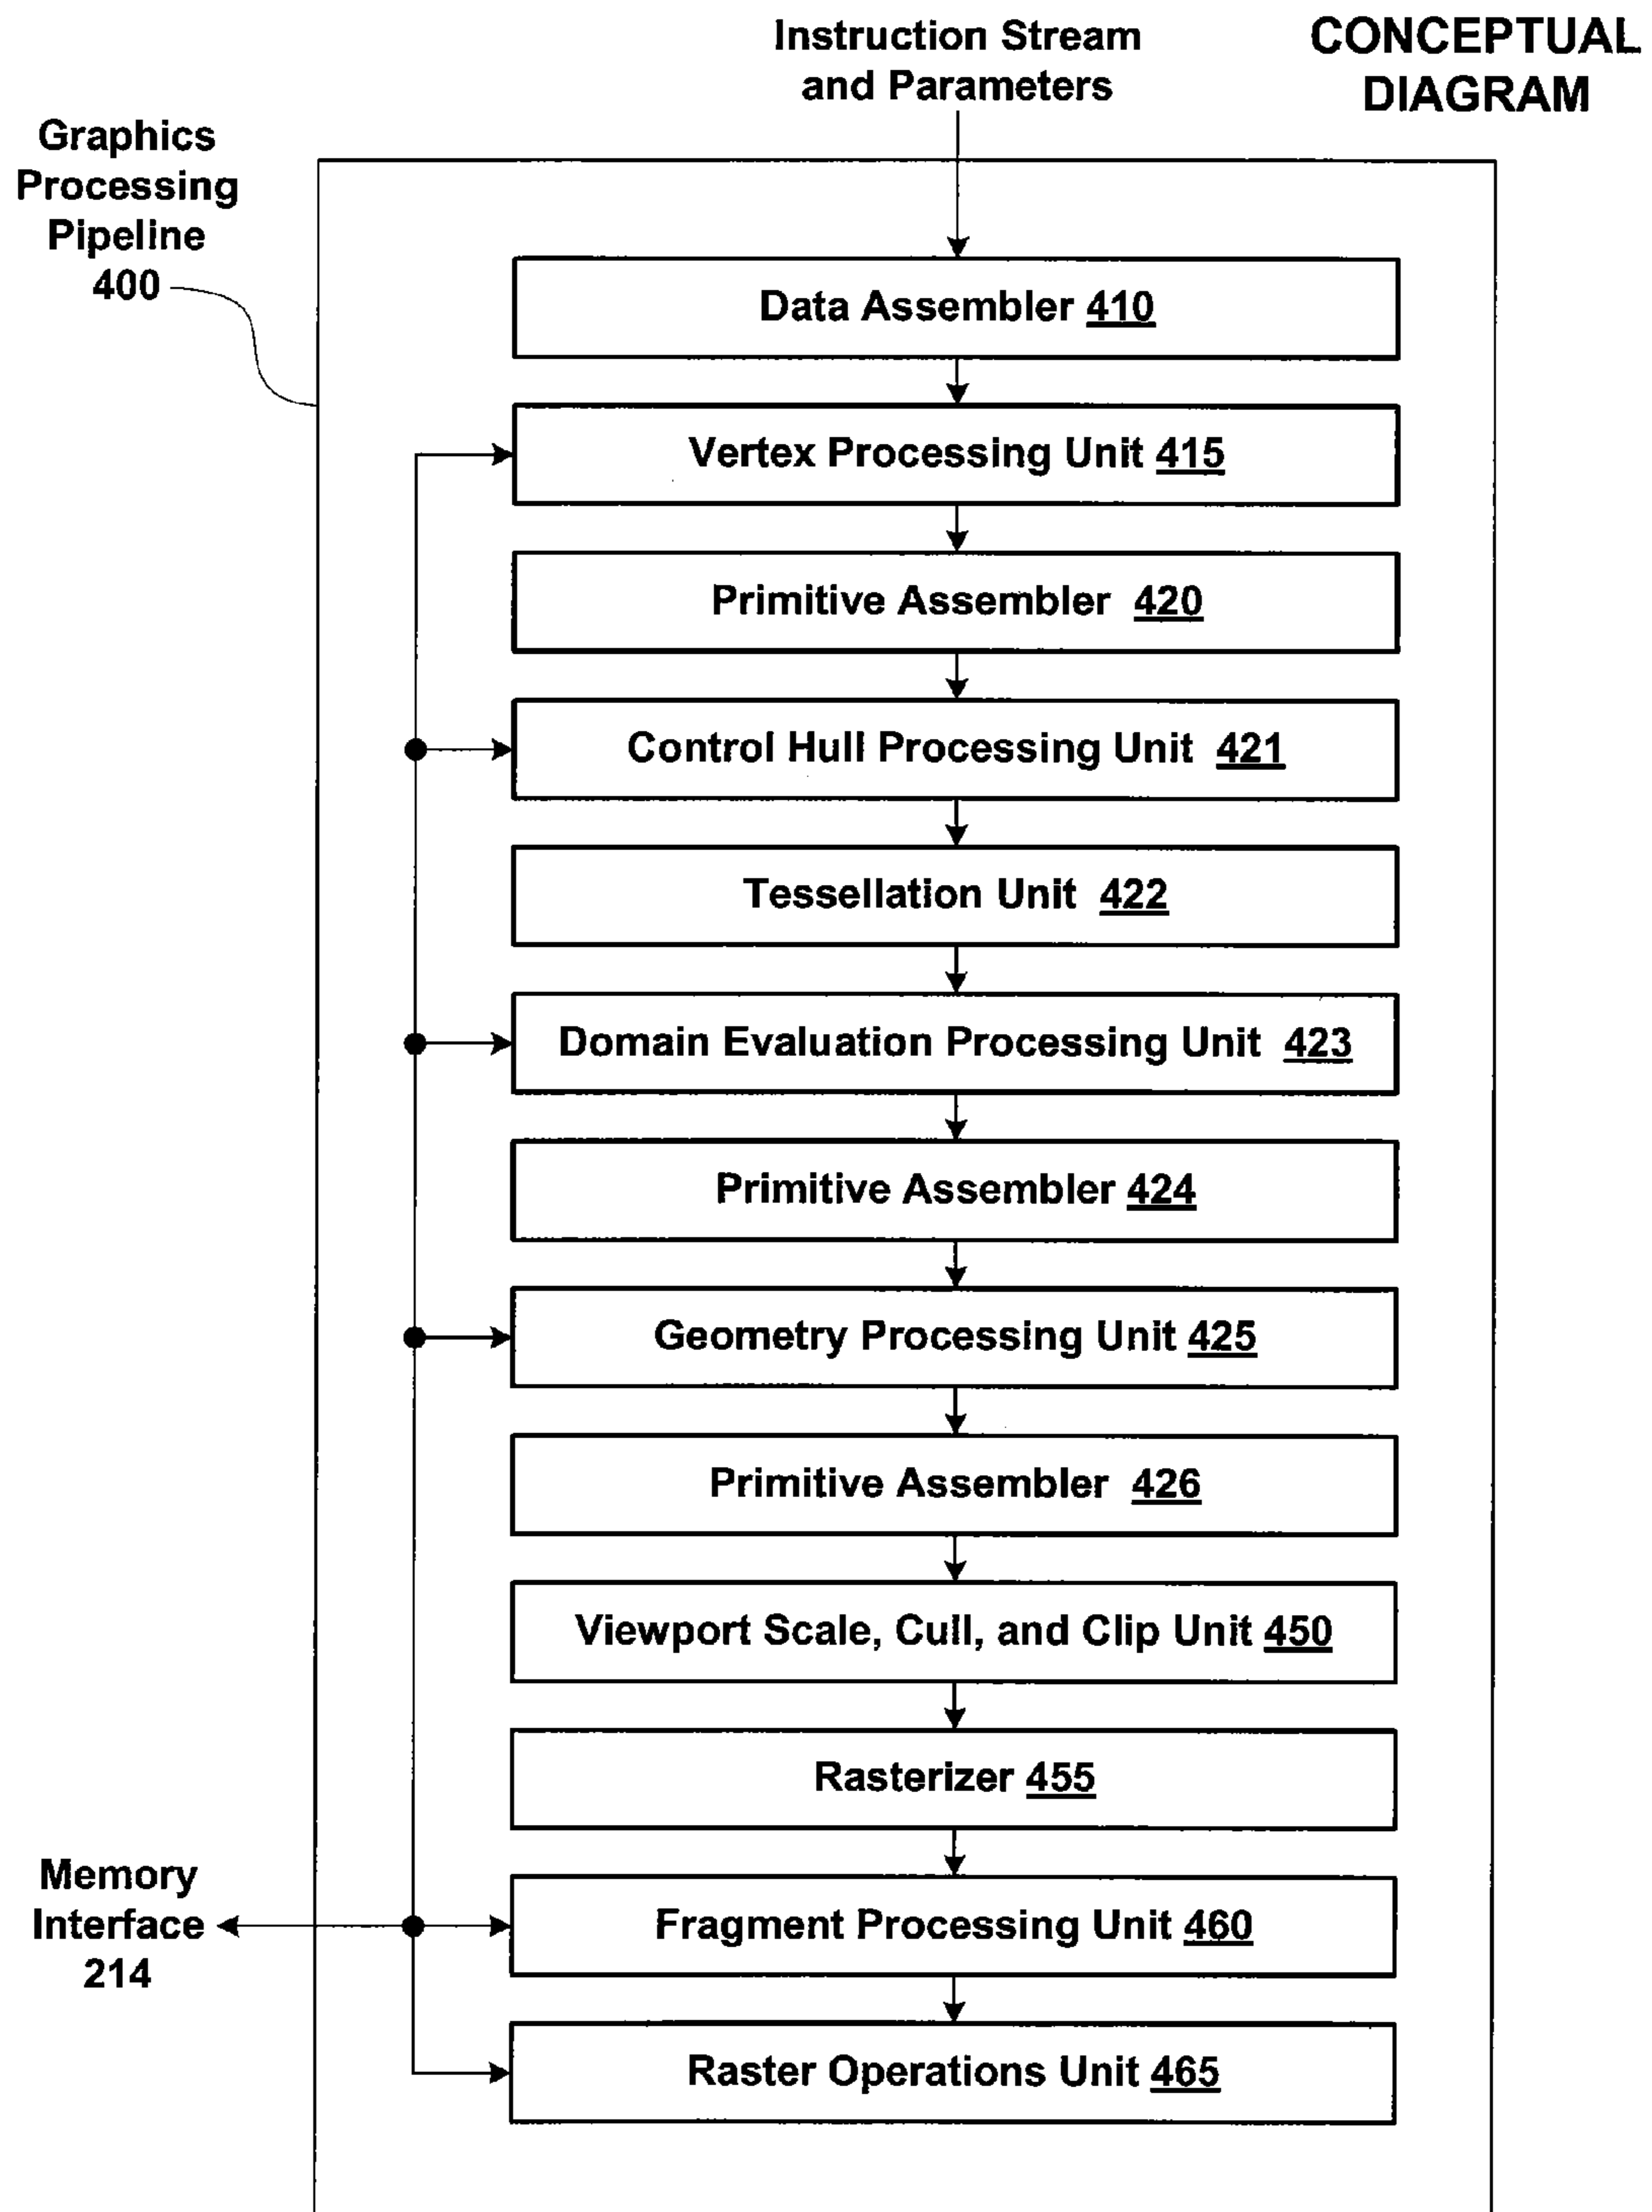 Instruction Stream
and Parameters
CONCEPTUAL
DIAGRAM
Graphics
Processing
Pipeline
400
Data Assembler 410
Vertex Processing Unit 415
Primitive Assembler 420
Control Hull Processing Unit 421
Tessellation Unit 422
Domain Evaluation Processing Unit 423
Primitive Assembler 424
Geometry Processing Unit 425
Primitive Assembler 426
Viewport Scale, Cull, and Clip Unit 450
Rasterizer 455
Memory
Interface
214
Fragment Processing Unit 460
Raster Operations Unit 465